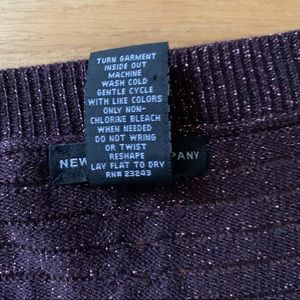 TURN GARMENT
INSIDE OUT
MACHINE
WASH COLD
GENTLE CYCLE
WITH LIKE COLORS
ONLY NON-
CHLORINE BLEACH
WHEN NEEDED
DO NOT WRING
OR TWIST
RESHAPE
LAY FLAT TO DRY
RN# 23243
NEW PANY